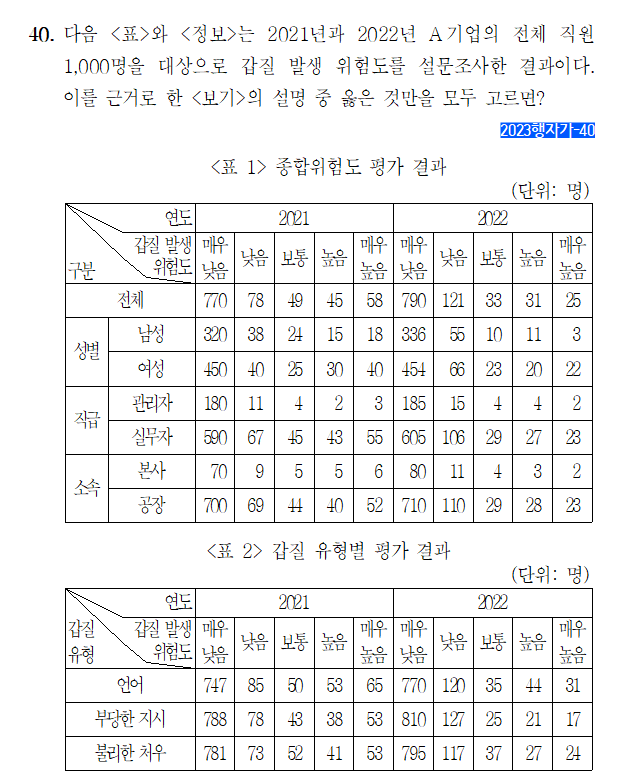 40. 다음 <표>와 <정보>는 2021년과 2022년 A기업의 전체 직원
1,000명을 대상으로 갑질 발생 위험도를 설문조사한 결과이다.
이를 근거로 한 <보기>의 설명 중 옳은 것만을 모두 고르면?
2023행자기-40
<표 1> 종합위험도 평가 결과
(단위: 명)
연도 2021 2022
구분 갑질 발생 위험도 매우 낮음 낮음 보통 높음 매우 높음 매우 낮음 낮음 보통 높음 매우 높음
전체 770 78 49 45 58 790 121 33 31 25
성별 남성 320 38 24 15 18 336 55 10 11 3
여성 450 40 25 30 40 454 66 23 20 22
직급 관리자 180 11 4 2 3 185 15 4 4 2
실무자 590 67 45 43 55 605 106 29 27 23
소속 본사 70 9 5 5 6 80 11 4 3 2
공장 700 69 44 40 52 710 110 29 28 23
<표 2> 갑질 유형별 평가 결과
(단위: 명)
연도 2021 2022
갑질 유형 갑질 발생 위험도 매우 낮음 낮음 보통 높음 매우 높음 매우 낮음 낮음 보통 높음 매우 높음
언어 747 85 50 53 65 770 120 35 44 31
부당한 지시 788 78 43 38 53 810 127 25 21 17
불리한 처우 781 73 52 41 53 795 117 37 27 24